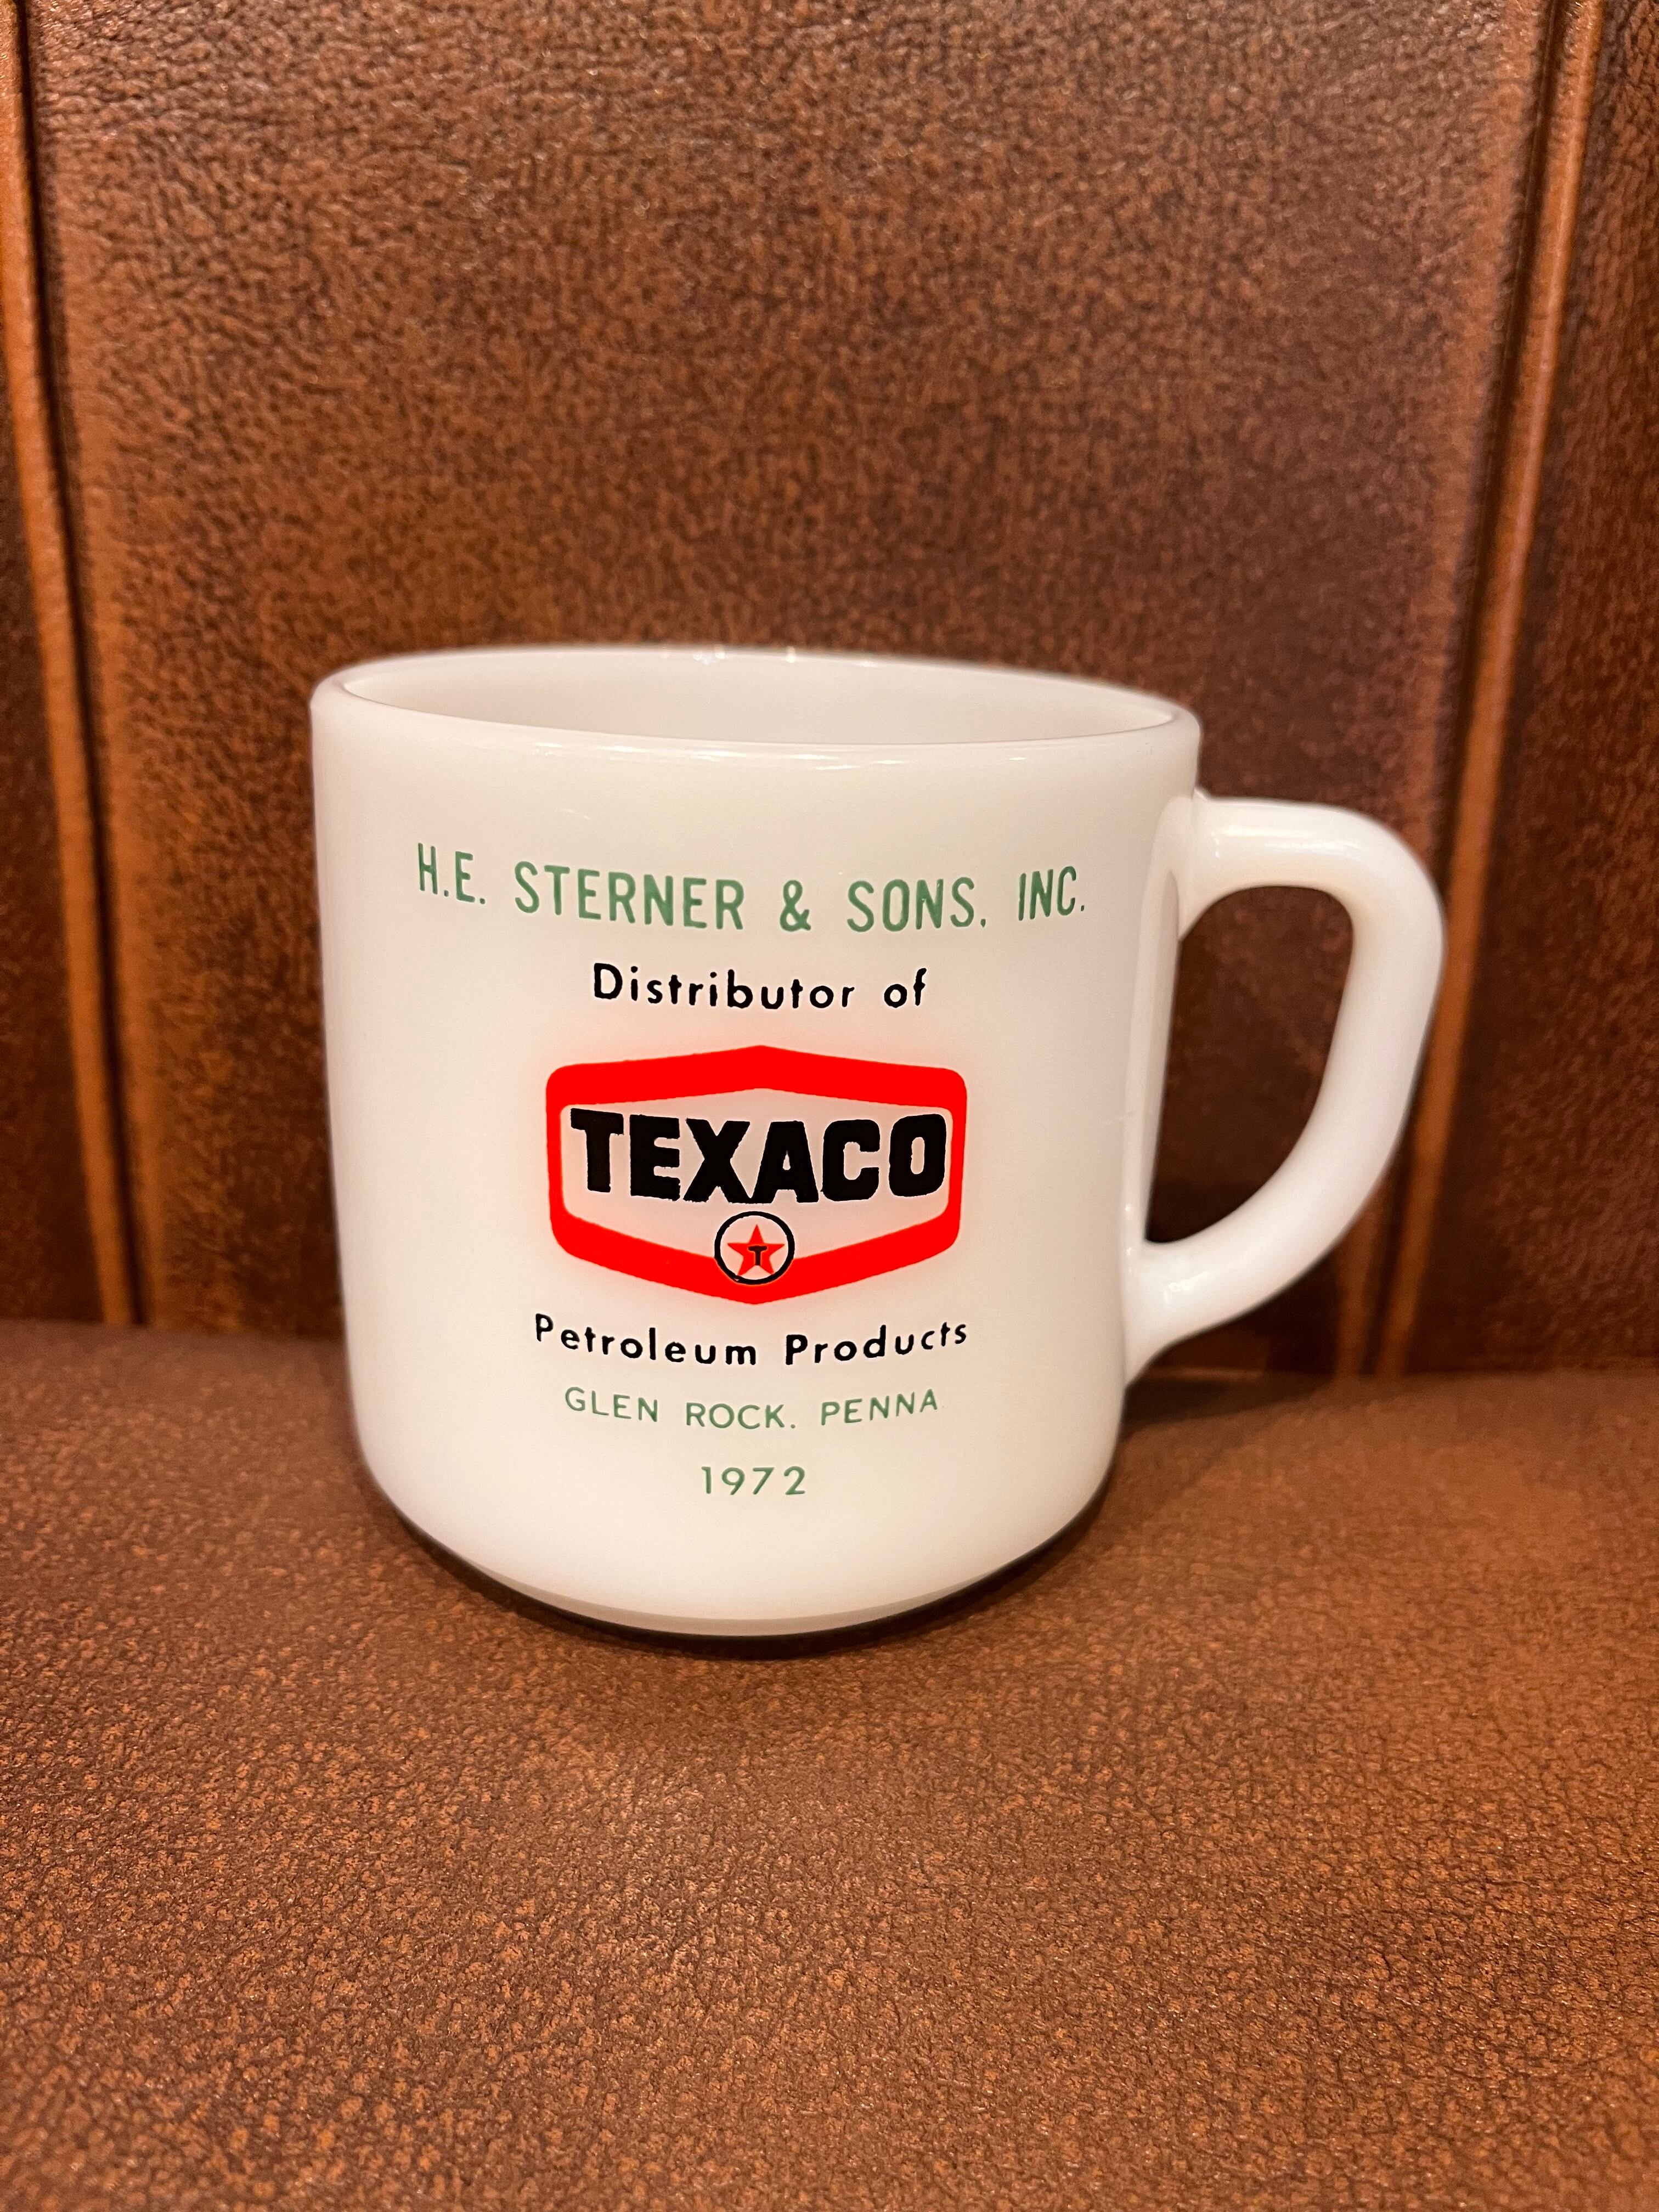 H.E. STERNER & SONS, INC.
Distributor of
TEXACO
T
Petroleum Products
GLEN ROCK, PENNA.
1972